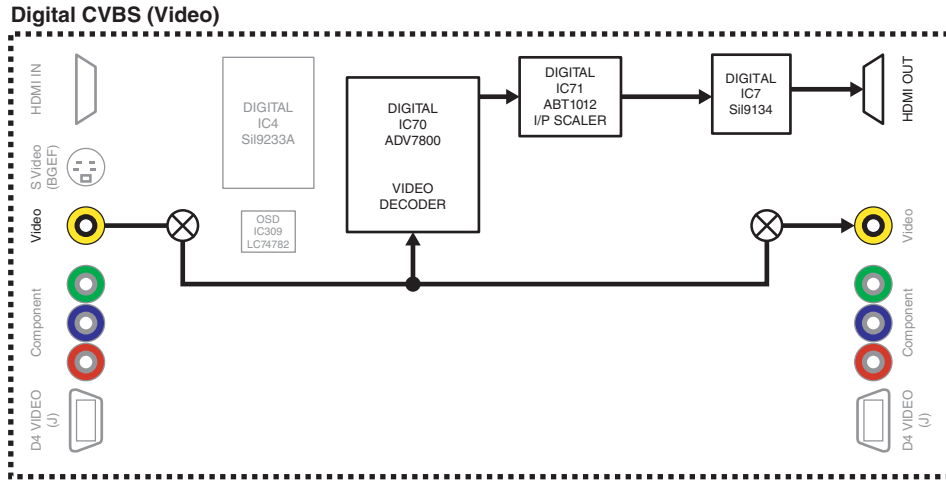 Digital CVBS (Video)
HDMI IN
S Video
(BGEF)
Video
Component
D4 VIDEO
(J)
DIGITAL
IC4
Sil9233A
OSD
IC309
LC74782
DIGITAL
IC70
ADV7800
VIDEO
DECODER
DIGITAL
IC71
ABT1012
I/P SCALER
DIGITAL
IC7
Sil9134
HDMI OUT
Video
Component
D4 VIDEO
(J)